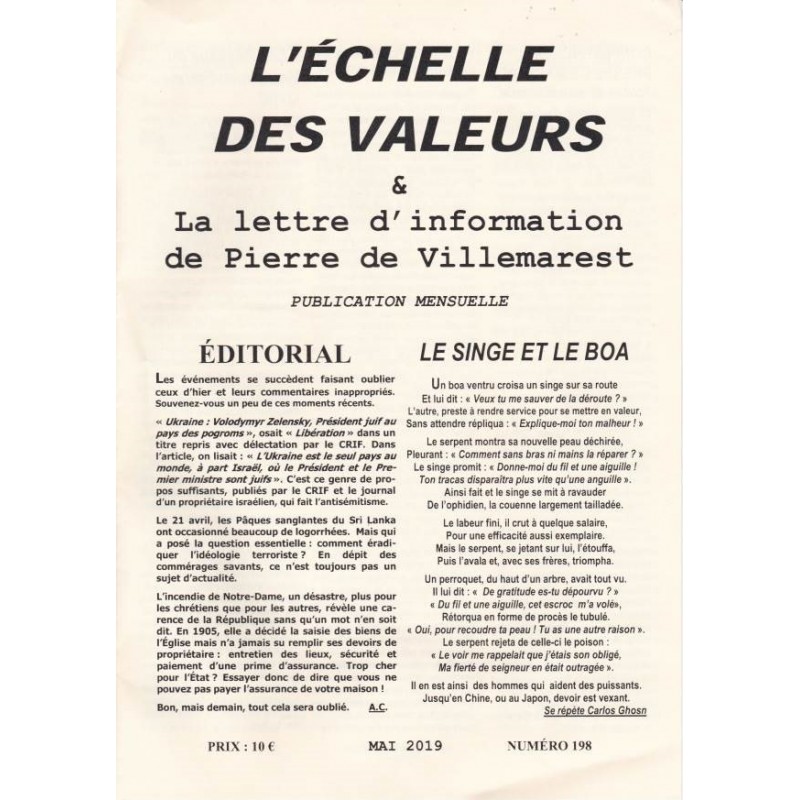 L'ÉCHELLE
DES VALEURS
&
La lettre d'information
de Pierre de Villemarest
PUBLICATION MENSUELLE
ÉDITORIAL
Les événements se succèdent faisant oublier
ceux d'hier et leurs commentaires inappropriés.
Souvenez-vous un peu de ces moments récents.
« Ukraine : Volodymyr Zelensky, Président juif au
pays des pogroms », osait « Libération » dans un
titre repris avec délectation par le CRIF. Dans
l'article, on lisait : « L'Ukraine est le seul pays au
monde, à part Israël, où le Président et le Pre-
mier ministre sont juifs ». C'est ce genre de pro-
pos suffisants, publiés par le CRIF et le journal
d'un propriétaire israélien, qui fait l'antisémitisme.
Le 21 avril, les Pâques sanglantes du Sri Lanka
ont occasionné beaucoup de logorrhées. Mais qui
a posé la question essentielle : comment éradi-
quer l'idéologie terroriste ? En dépit des
commérages savants, ce n'est toujours pas un
sujet d'actualité.
L'incendie de Notre-Dame, un désastre, plus pour
les chrétiens que pour les autres, révèle une ca-
rence de la République sans qu'un mot n'en soit
dit. En 1905, elle a décidé la saisie des biens de
l'Église mais n'a jamais su remplir ses devoirs de
propriétaire : entretien des lieux, sécurité et
paiement d'une prime d'assurance. Trop cher
pour l'État ? Essayer donc de dire que vous ne
pouvez pas payer l'assurance de votre maison !
Bon, mais demain, tout cela sera oublié. A.C.
LE SINGE ET LE BOA
Un boa ventru croisa un singe sur sa route
Et lui dit : « Veux tu me sauver de la déroute ? »
L'autre, preste à rendre service pour se mettre en valeur,
Sans attendre répliqua : « Explique-moi ton malheur ! »
Le serpent montra sa nouvelle peau déchirée,
Pleurant : « Comment sans bras ni mains la réparer ? »
Le singe promit : « Donne-moi du fil et une aiguille !
Ton tracas disparaîtra plus vite qu'une anguille ».
Ainsi fait et le singe se mit à ravauder
De l'ophidien, la couenne largement tailladée.
Le labeur fini, il crut à quelque salaire,
Pour une efficacité aussi exemplaire.
Mais le serpent, se jetant sur lui, l'étouffa,
Puis l'avala et, avec ses frères, triompha.
Un perroquet, du haut d'un arbre, avait tout vu.
Il lui dit : « De gratitude es-tu dépourvu ? »
« Du fil et une aiguille, cet escroc m'a volé»,
Rétorqua en forme de procès le tubulé.
« Oui, pour recoudre ta peau ! Tu as une autre raison ».
Le serpent rejeta de celle-ci le poison :
« Le voir me rappelait que j'étais son obligé,
Ma fierté de seigneur en était outragée ».
Il en est ainsi des hommes qui aident des puissants.
Jusqu'en Chine, ou au Japon, devoir est vexant.
Se répète Carlos Ghosn
PRIX : 10 € MAI 2019 NUMÉRO 198